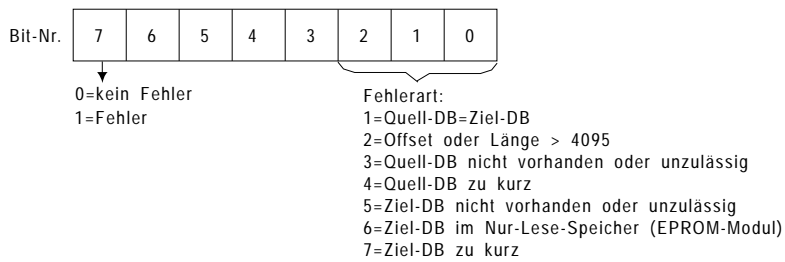 Bit-Nr. 7 6 5 4 3 2 1 0
0=kein Fehler
1=Fehler
Fehlerart:
1=Quell-DB=Ziel-DB
2=Offset oder Länge > 4095
3=Quell-DB nicht vorhanden oder unzulässig
4=Quell-DB zu kurz
5=Ziel-DB nicht vorhanden oder unzulässig
6=Ziel-DB im Nur-Lese-Speicher (EPROM-Modul)
7=Ziel-DB zu kurz